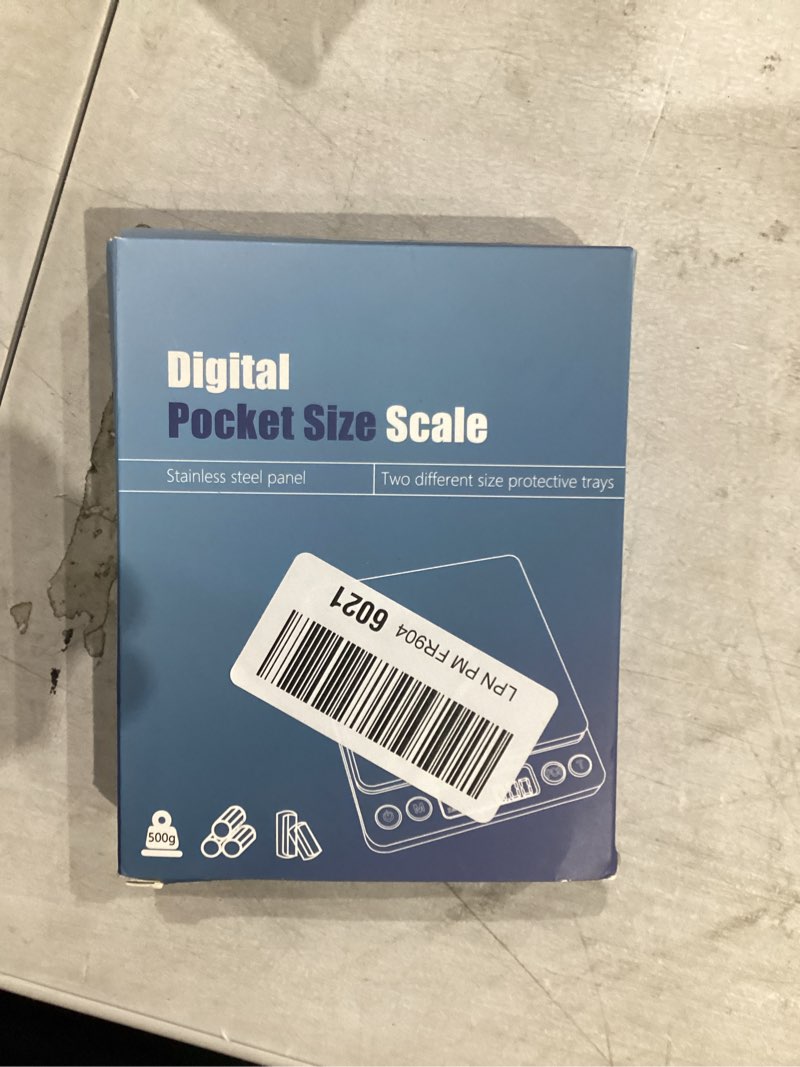 Digital
Pocket Size Scale
Stainless steel panel
Two different size protective trays
LPN PM FR904 6021
500g